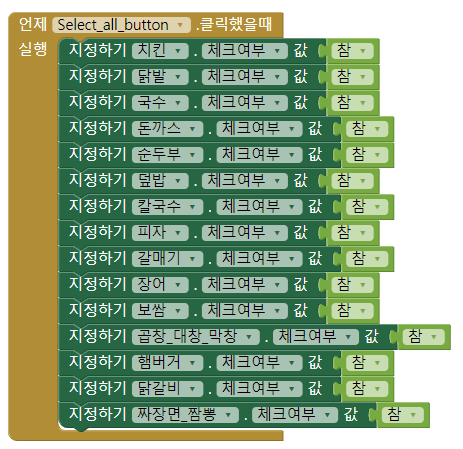 언제 Select_all_button .클릭했을때
실행 지정하기 치킨 . 체크여부 값 참
지정하기 닭발 . 체크여부 값 참
지정하기 국수 . 체크여부 값 참
지정하기 돈까스 . 체크여부 값 참
지정하기 순두부 . 체크여부 값 참
지정하기 덮밥 . 체크여부 값 참
지정하기 칼국수 . 체크여부 값 참
지정하기 피자 . 체크여부 값 참
지정하기 갈매기 . 체크여부 값 참
지정하기 장어 . 체크여부 값 참
지정하기 보쌈 . 체크여부 값 참
지정하기 곱창_대창_막창 . 체크여부 값 참
지정하기 햄버거 . 체크여부 값 참
지정하기 닭갈비 . 체크여부 값 참
지정하기 짜장면_짬뽕 . 체크여부 값 참